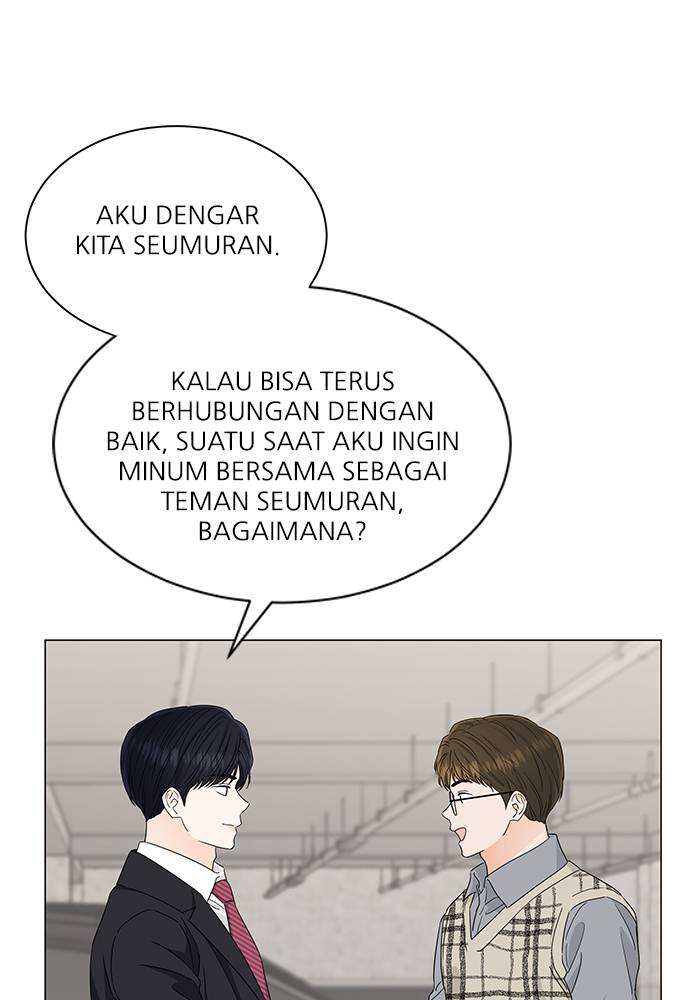 AKU DENGAR
KITA SEUMURAN.
KALAU BISA TERUS
BERHUBUNGAN DENGAN
BAIK, SUATU SAAT AKU INGIN
MINUM BERSAMA SEBAGAI
TEMAN SEUMURAN,
BAGAIMANA?